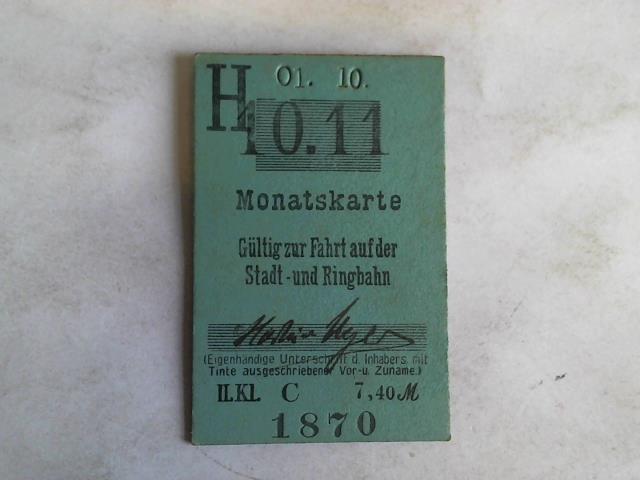 01. 10.
H
10.11
Monatskarte
Gültig zur Fahrt auf der
Stadt-und Ringbahn
(Eigenhändige Unterschrift d. Inhabers mit
Tinte ausgeschriebener Vor-u. Zuname.)
II.Kl. C 7,40 M
1870